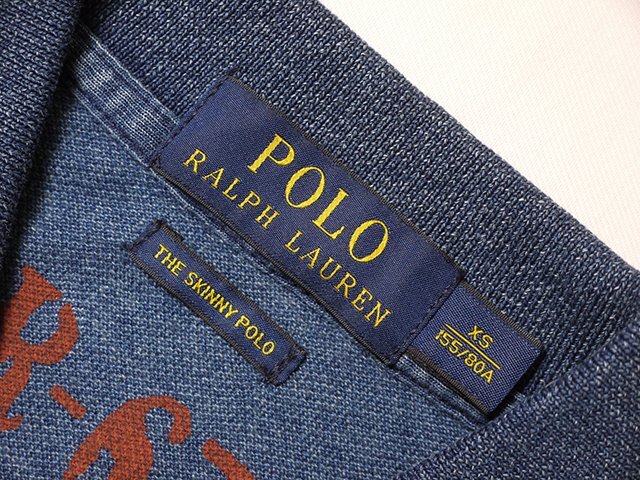 POLO
RALPH LAUREN
XS
155/80A
THE SKINNY POLO